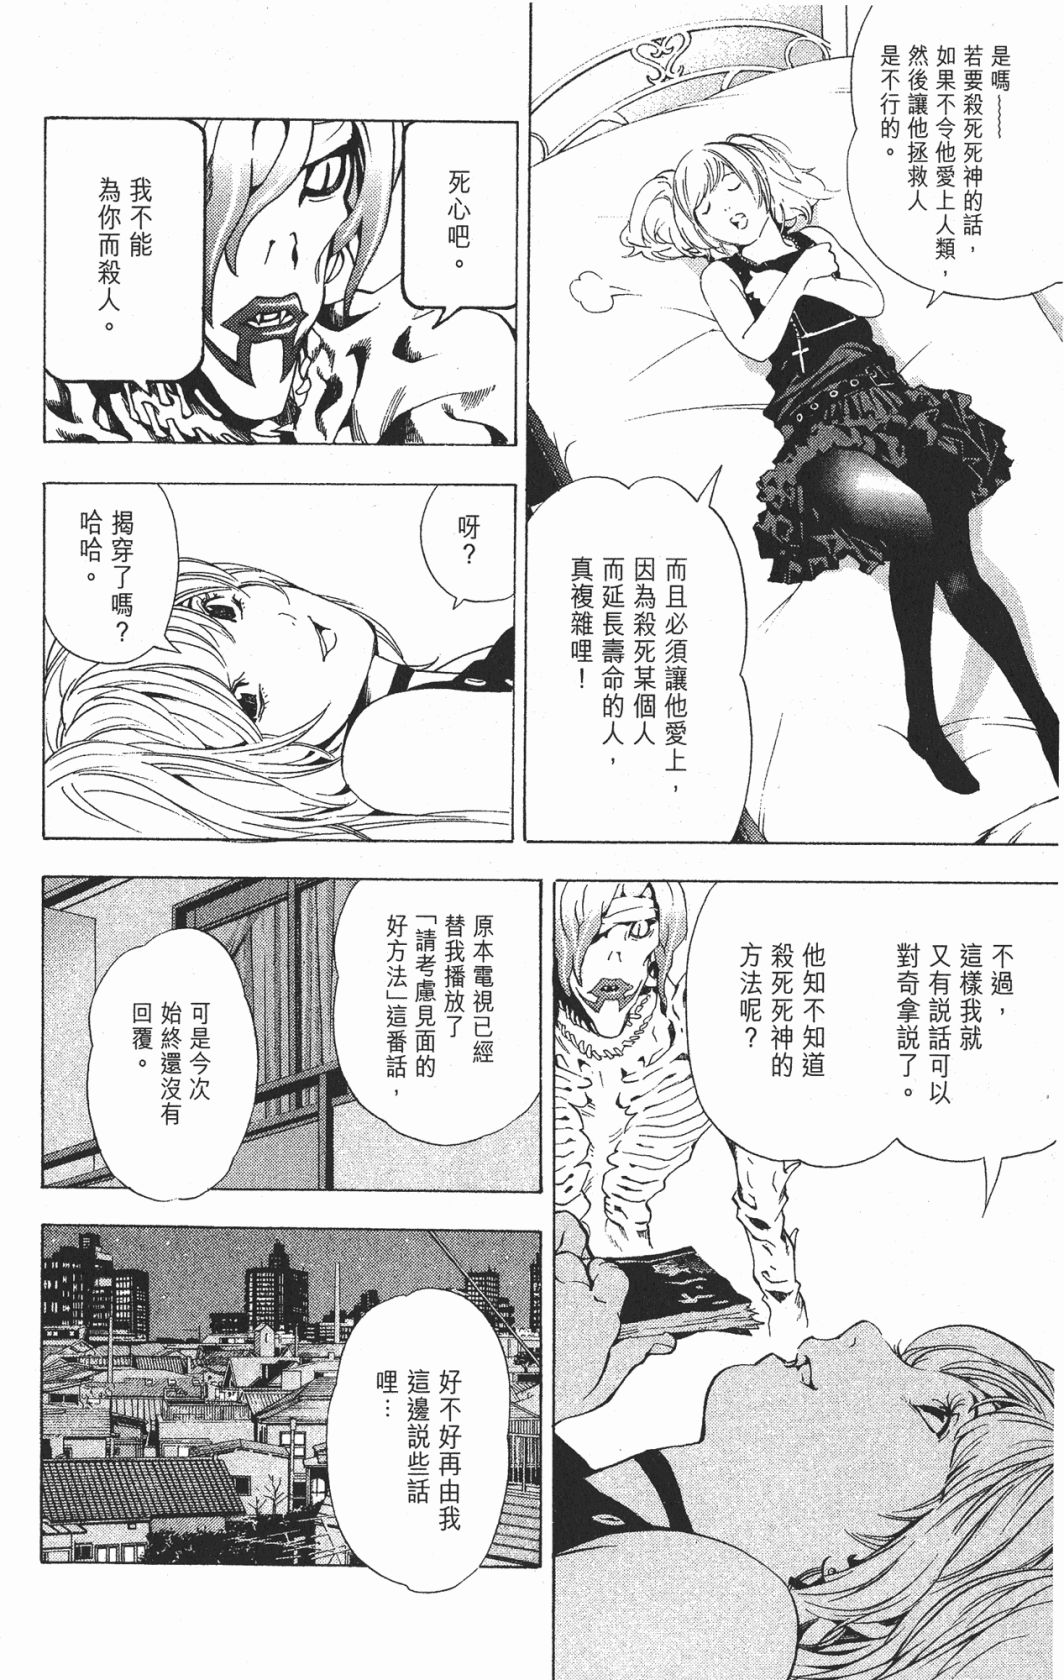 是嗎~~~
若要殺死死神的話，
如果不令他愛上人類，
然後讓他拯救人
是不行的。
而且必須讓他愛上，
因為殺死某個人
而延長壽命的人，
真複雜哩！
死心吧。
我不能
為你而殺人。
呀？
揭穿了嗎？
哈哈。
不過，
這樣我就
又有說話可以
對奇拿說了。
他知不知道
殺死死神的
方法呢？
原本電視已經
替我播放了
「請考慮見面的
好方法」這番話，
可是今次
始終還沒有
回覆。
好不好再由我
這邊說些話
哩…